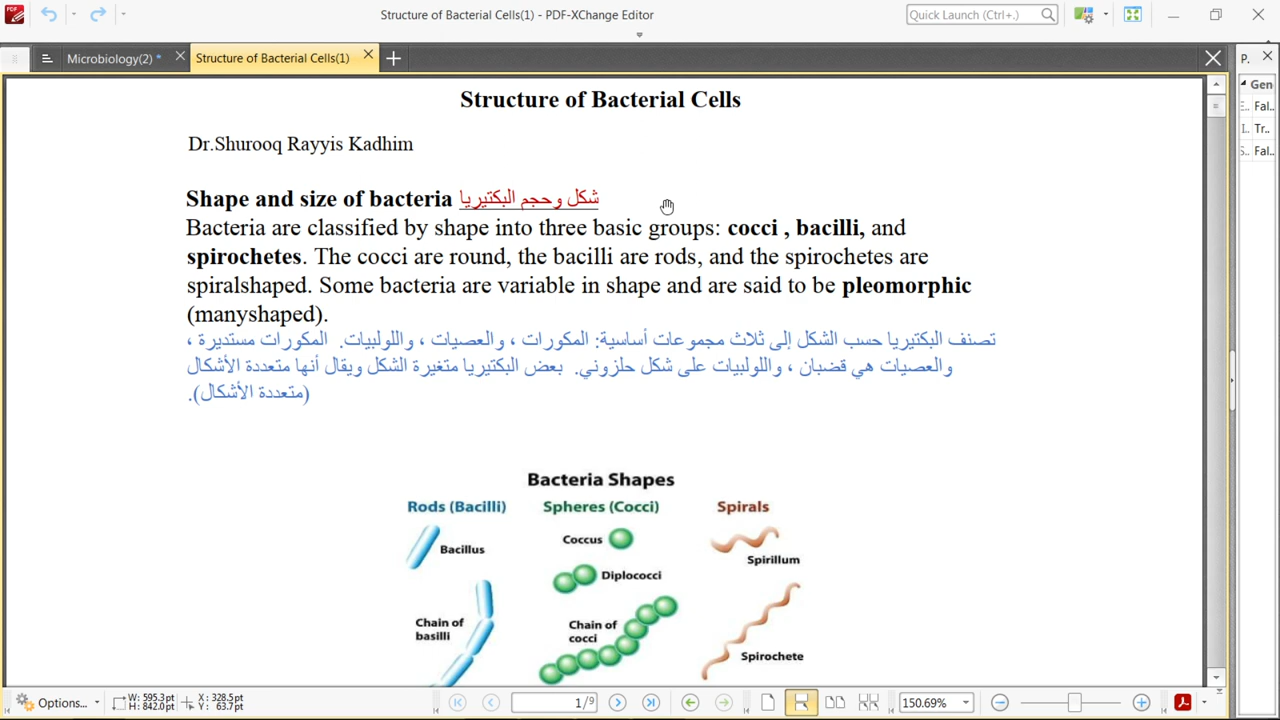 Structure of Bacterial Cells(1) - PDF-XChange Editor
Quick Launch (Ctrl+.)
Microbiology(2) *
Structure of Bacterial Cells(1)
P.
Gen
E.. Fal..
I.. Tr..
S.. Fal..
Structure of Bacterial Cells
Dr.Shurooq Rayyis Kadhim
Shape and size of bacteria شكل وحجم البكتيريا
Bacteria are classified by shape into three basic groups: cocci , bacilli, and
spirochetes. The cocci are round, the bacilli are rods, and the spirochetes are
spiralshaped. Some bacteria are variable in shape and are said to be pleomorphic
(manyshaped).
تصنف البكتيريا حسب الشكل إلى ثلاث مجموعات أساسية: المكورات ، والعصيات ، واللولبيات. المكورات مستديرة ،
والعصيات هي قضبان ، واللولبيات على شكل حلزوني. بعض البكتيريا متغيرة الشكل ويقال أنها متعددة الأشكال
(متعددة الأشكال).
Bacteria Shapes
Rods (Bacilli)
Spheres (Cocci)
Spirals
Bacillus
Coccus
Spirillum
Diplococci
Chain of
basilli
Chain of
cocci
Spirochete
Options...
W: 595.3pt
H: 842.0pt
X: 328.5pt
Y: 63.7pt
1/9
150.69%